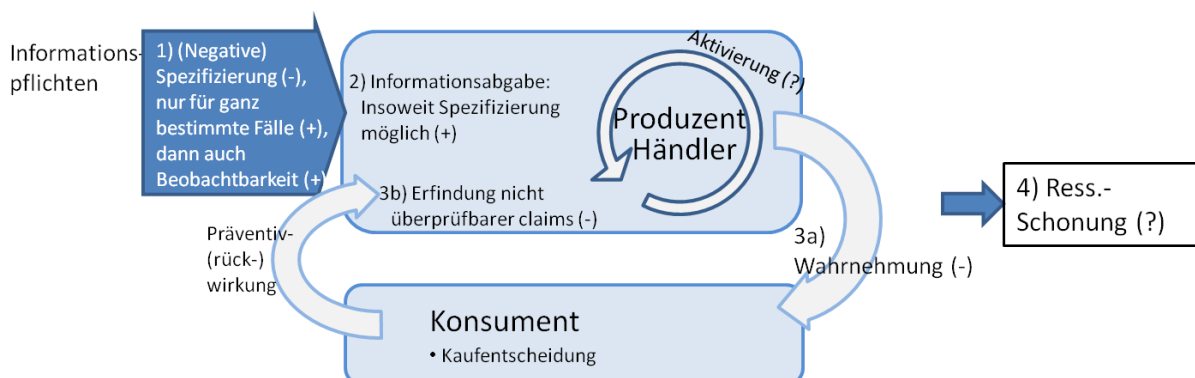 Informations-
pflichten
1) (Negative)
Spezifizierung (-),
nur für ganz
bestimmte Fälle (+),
dann auch
Beobachtbarkeit (+)
2) Informationsabgabe:
Insoweit Spezifizierung
möglich (+)
Aktivierung (?)
Produzent
Händler
3b) Erfindung nicht
überprüfbarer claims (-)
Präventiv-
(rück-)
wirkung
3a)
Wahrnehmung (-)
4) Ress.-
Schonung (?)
Konsument
• Kaufentscheidung